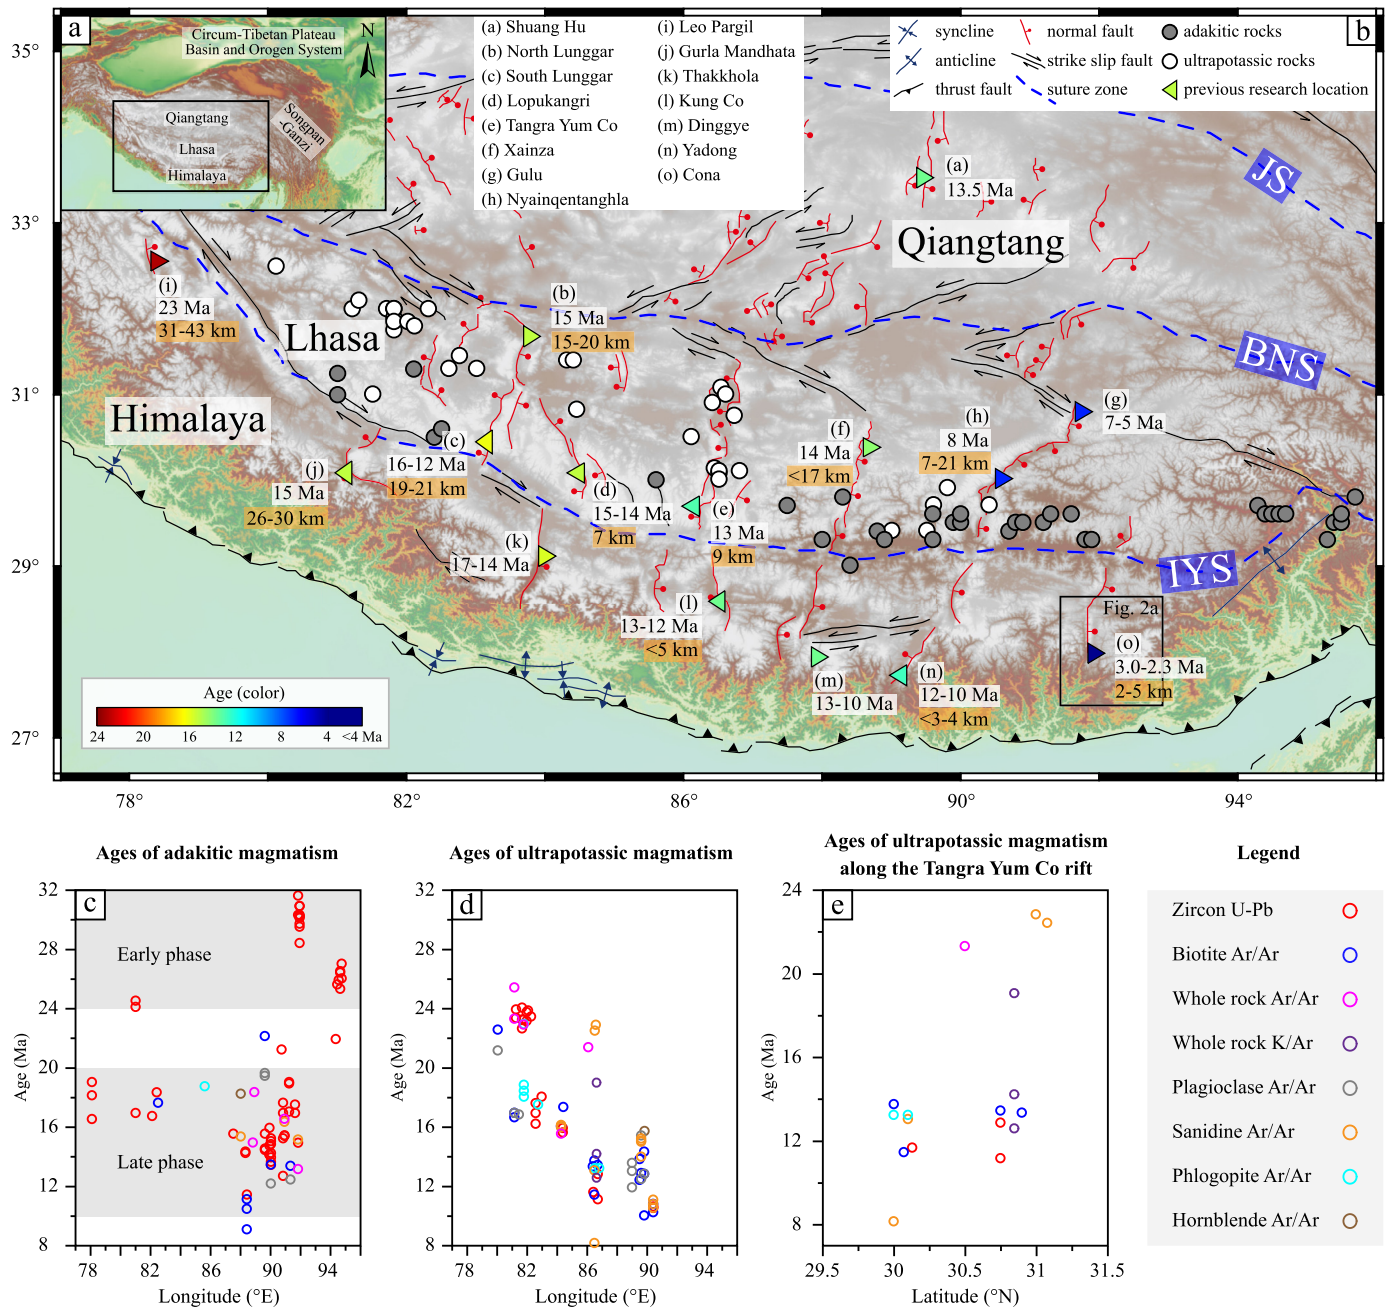 a
Circum-Tibetan Plateau
Basin and Orogen System
N
Qiangtang
Lhasa
Himalaya
Songpan
-Ganzi
(a) Shuang Hu
(b) North Lunggar
(c) South Lunggar
(d) Lopukangri
(e) Tangra Yum Co
(f) Xainza
(g) Gulu
(h) Nyainqentanghla
(i) Leo Pargil
(j) Gurla Mandhata
(k) Thakkhola
(l) Kung Co
(m) Dinggye
(n) Yadong
(o) Cona
syncline
anticline
thrust fault
normal fault
strike slip fault
suture zone
adakitic rocks
ultrapotassic rocks
previous research location
b
35°
33°
31°
29°
27°
78°
82°
86°
90°
94°
(a)
13.5 Ma
JS
Qiangtang
(i)
23 Ma
31-43 km
Lhasa
(b)
15 Ma
15-20 km
BNS
Himalaya
(g)
7-5 Ma
(h)
8 Ma
7-21 km
(f)
14 Ma
<17 km
(c)
16-12 Ma
19-21 km
(j)
15 Ma
26-30 km
(d)
15-14 Ma
7 km
(e)
13 Ma
9 km
(k)
17-14 Ma
IYS
(l)
13-12 Ma
<5 km
Fig. 2a
(o)
3.0-2.3 Ma
2-5 km
(m)
13-10 Ma
(n)
12-10 Ma
<3-4 km
Age (color)
24
20
16
12
8
4
<4 Ma
Ages of adakitic magmatism
c
Early phase
Late phase
32
28
24
20
16
12
8
Age (Ma)
78
82
86
90
94
Longitude (°E)
Ages of ultrapotassic magmatism
d
32
28
24
20
16
12
8
Age (Ma)
78
82
86
90
94
Longitude (°E)
Ages of ultrapotassic magmatism
along the Tangra Yum Co rift
e
24
20
16
12
8
Age (Ma)
29.5
30
30.5
31
31.5
Latitude (°N)
Legend
Zircon U-Pb
Biotite Ar/Ar
Whole rock Ar/Ar
Whole rock K/Ar
Plagioclase Ar/Ar
Sanidine Ar/Ar
Phlogopite Ar/Ar
Hornblende Ar/Ar